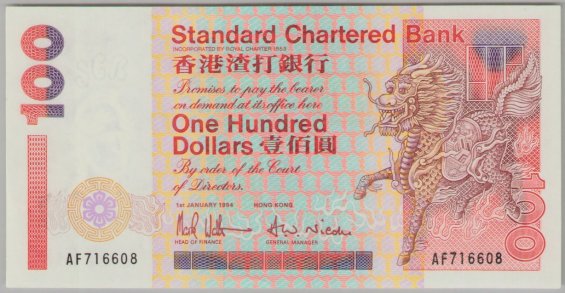 100
Standard Chartered Bank
INCORPORATED BY ROYAL CHARTER 1853
香港渣打銀行
Promises to pay the bearer
on demand at its office here
One Hundred
Dollars 壹佰圓
By order of the Court
of Directors.
1st JANUARY 1994 HONG KONG
HEAD OF FINANCE GENERAL MANAGER
AF716608 AF716608
100